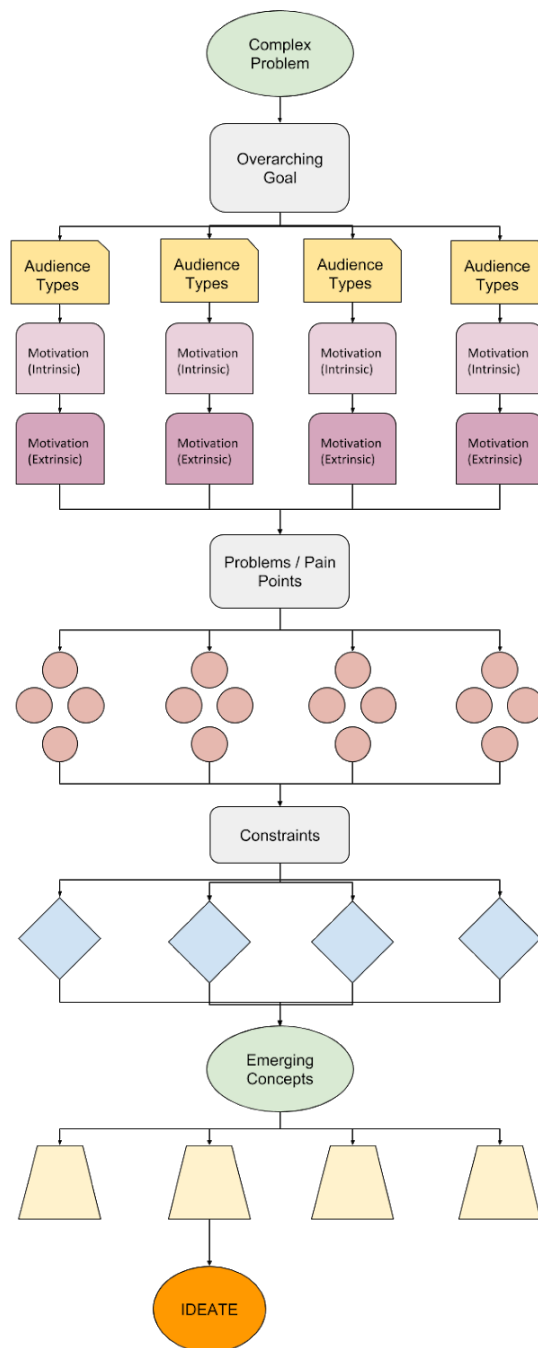 Complex
Problem
Overarching
Goal
Audience
Types
Audience
Types
Audience
Types
Audience
Types
Motivation
(Intrinsic)
Motivation
(Intrinsic)
Motivation
(Intrinsic)
Motivation
(Intrinsic)
Motivation
(Extrinsic)
Motivation
(Extrinsic)
Motivation
(Extrinsic)
Motivation
(Extrinsic)
Problems / Pain
Points
Constraints
Emerging
Concepts
IDEATE